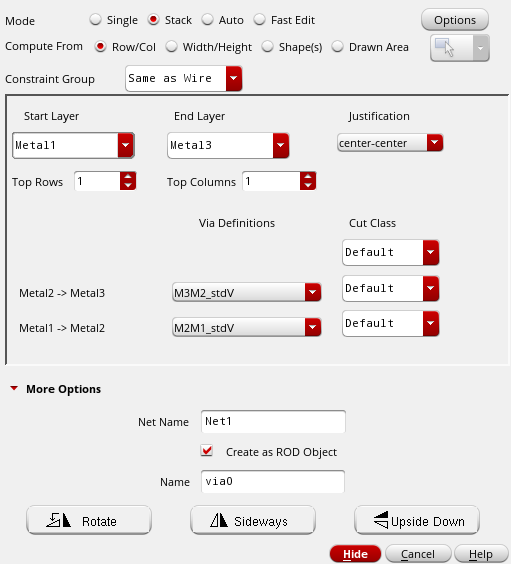 Mode Single Stack Auto Fast Edit Options
Compute From Row/Col Width/Height Shape(s) Drawn Area
Constraint Group Same as Wire
Start Layer End Layer Justification
Metal1 Metal3 center-center
Top Rows 1 Top Columns 1
Via Definitions Cut Class
Default
Metal2 -> Metal3 M3M2_stdV Default
Metal1 -> Metal2 M2M1_stdV Default
More Options
Net Name Net1
Create as ROD Object
Name via0
Rotate Sideways Upside Down
Hide Cancel Help